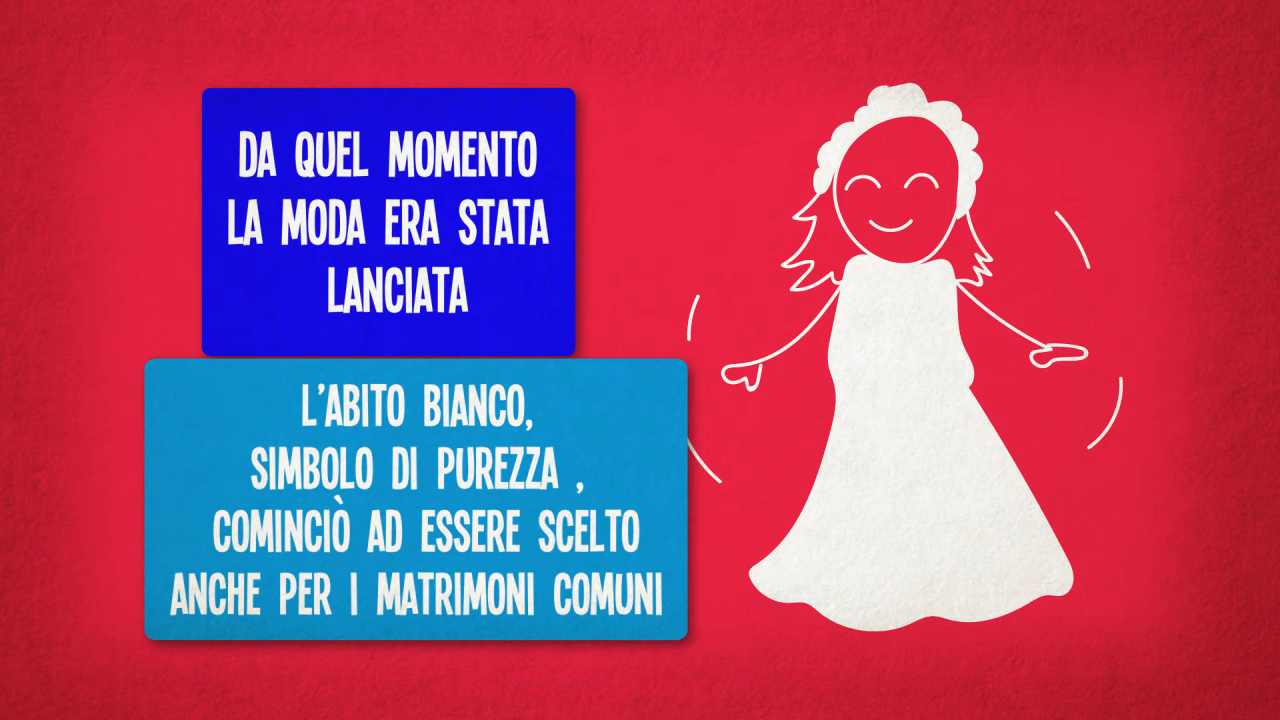 DA QUEL MOMENTO
LA MODA ERA STATA
LANCIATA
L'ABITO BIANCO,
SIMBOLO DI PUREZZA ,
COMINCIÒ AD ESSERE SCELTO
ANCHE PER I MATRIMONI COMUNI